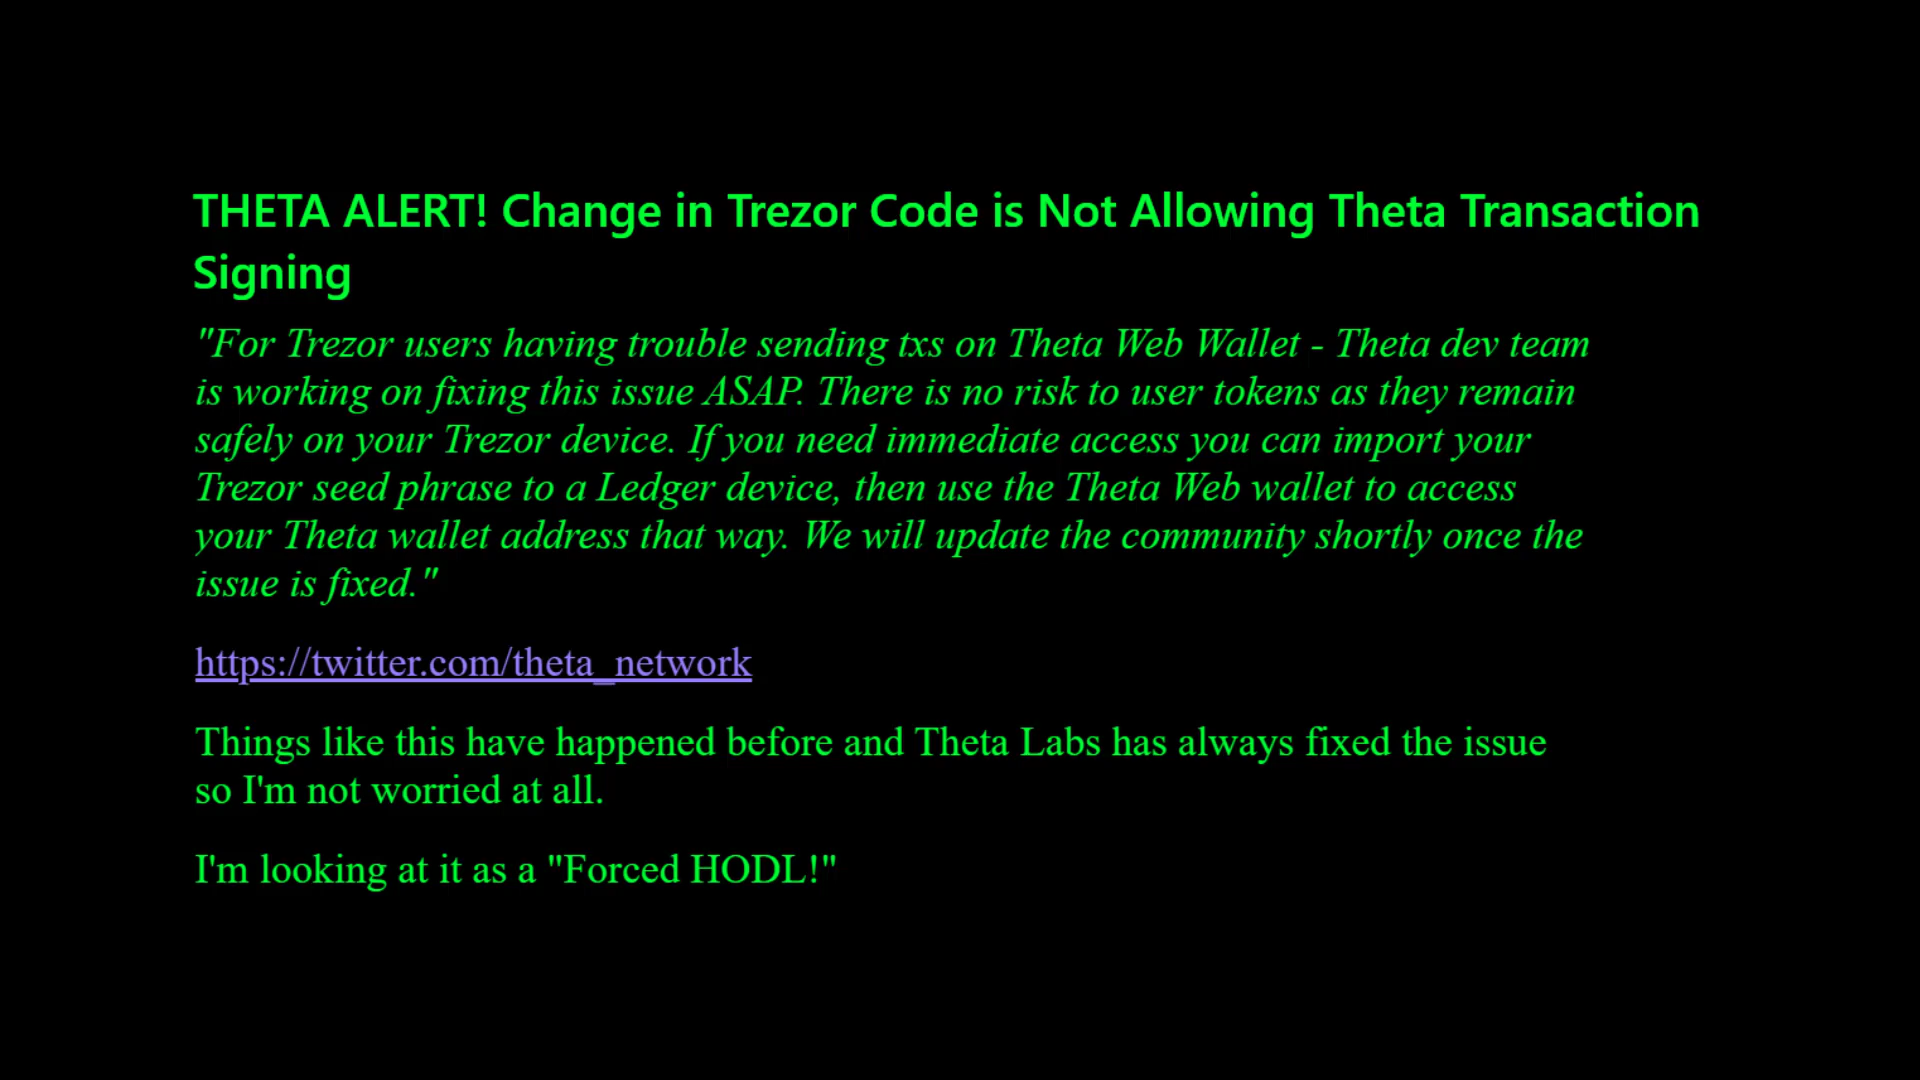 THETA ALERT! Change in Trezor Code is Not Allowing Theta Transaction
Signing
"For Trezor users having trouble sending txs on Theta Web Wallet - Theta dev team
is working on fixing this issue ASAP. There is no risk to user tokens as they remain
safely on your Trezor device. If you need immediate access you can import your
Trezor seed phrase to a Ledger device, then use the Theta Web wallet to access
your Theta wallet address that way. We will update the community shortly once the
issue is fixed."
https://twitter.com/theta_network
Things like this have happened before and Theta Labs has always fixed the issue
so I'm not worried at all.
I'm looking at it as a "Forced HODL!"